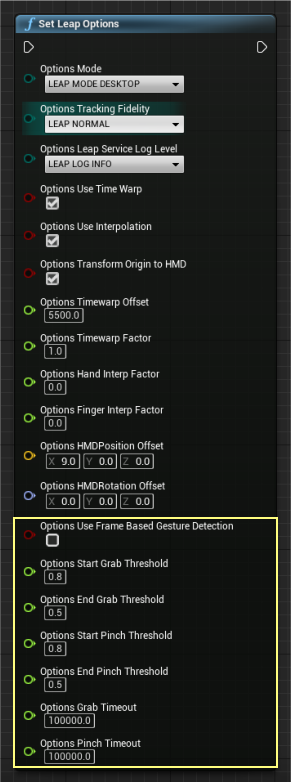 f Set Leap Options
Options Mode
LEAP MODE DESKTOP
Options Tracking Fidelity
LEAP NORMAL
Options Leap Service Log Level
LEAP LOG INFO
Options Use Time Warp
Options Use Interpolation
Options Transform Origin to HMD
Options Timewarp Offset
5500.0
Options Timewarp Factor
1.0
Options Hand Interp Factor
0.0
Options Finger Interp Factor
0.0
Options HMDPosition Offset
X 9.0 Y 0.0 Z 0.0
Options HMDRotation Offset
X 0.0 Y 0.0 Z 0.0
Options Use Frame Based Gesture Detection
Options Start Grab Threshold
0.8
Options End Grab Threshold
0.5
Options Start Pinch Threshold
0.8
Options End Pinch Threshold
0.5
Options Grab Timeout
100000.0
Options Pinch Timeout
100000.0